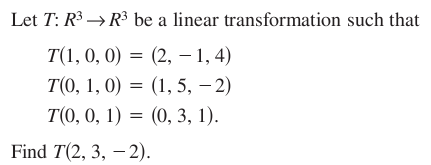 Let T: R³ → R³ be a linear transformation such that
T(1, 0, 0) = (2, − 1, 4)
T(0, 1, 0) = (1, 5, − 2)
T(0, 0, 1) = (0, 3, 1).
Find T(2, 3, − 2).